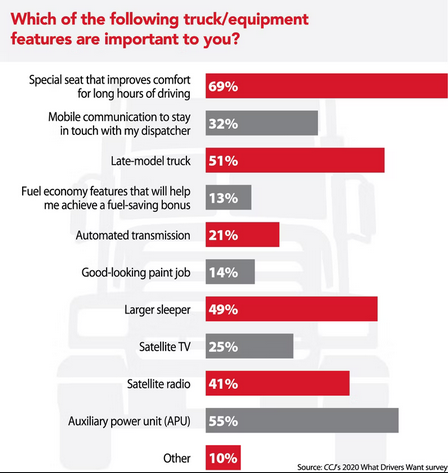 Which of the following truck/equipment
features are important to you?
Special seat that improves comfort
for long hours of driving
69%
Mobile communication to stay
in touch with my dispatcher
32%
Late-model truck
51%
Fuel economy features that will help
me achieve a fuel-saving bonus
13%
Automated transmission
21%
Good-looking paint job
14%
Larger sleeper
49%
Satellite TV
25%
Satellite radio
41%
Auxiliary power unit (APU)
55%
Other
10%
Source: CCJ's 2020 What Drivers Want survey